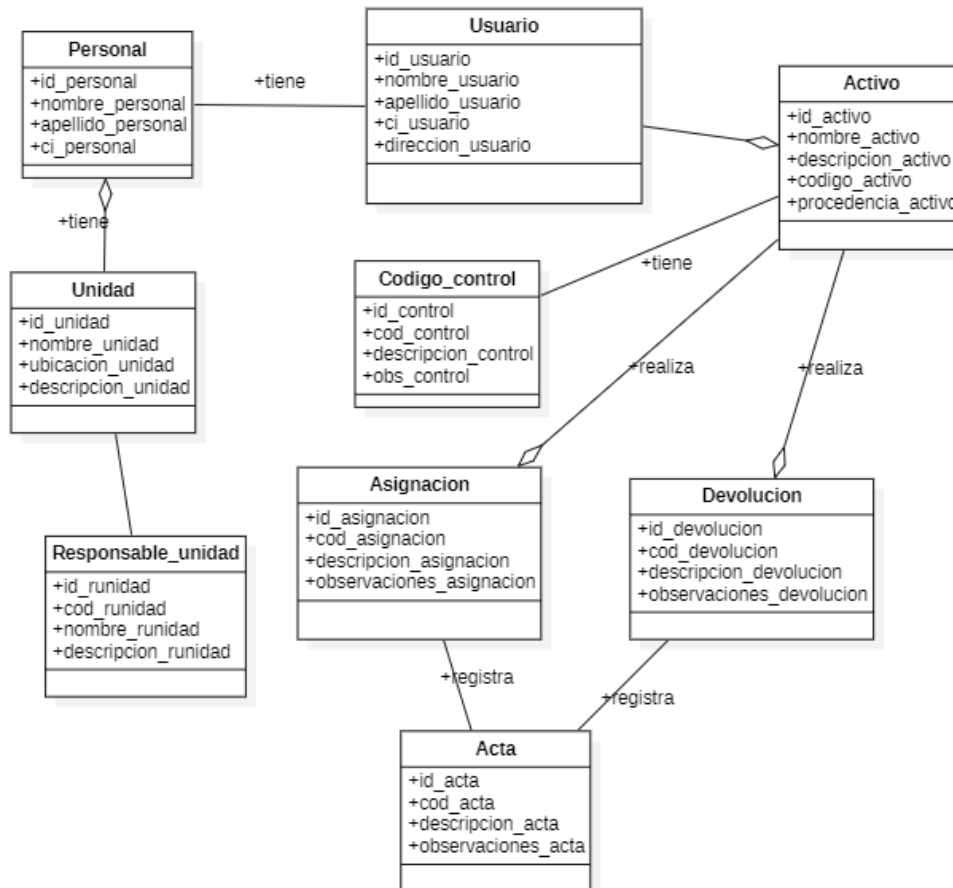 Personal
+id_personal
+nombre_personal
+apellido_personal
+ci_personal
+tiene
Usuario
+id_usuario
+nombre_usuario
+apellido_usuario
+ci_usuario
+direccion_usuario
Activo
+id_activo
+nombre_activo
+descripcion_activo
+codigo_activo
+procedencia_activo
+tiene
Unidad
+id_unidad
+nombre_unidad
+ubicacion_unidad
+descripcion_unidad
Codigo_control
+id_control
+cod_control
+descripcion_control
+obs_control
+tiene
+realiza
+realiza
Responsable_unidad
+id_runidad
+cod_runidad
+nombre_runidad
+descripcion_runidad
Asignacion
+id_asignacion
+cod_asignacion
+descripcion_asignacion
+observaciones_asignacion
Devolucion
+id_devolucion
+cod_devolucion
+descripcion_devolucion
+observaciones_devolucion
+registra
+registra
Acta
+id_acta
+cod_acta
+descripcion_acta
+observaciones_acta